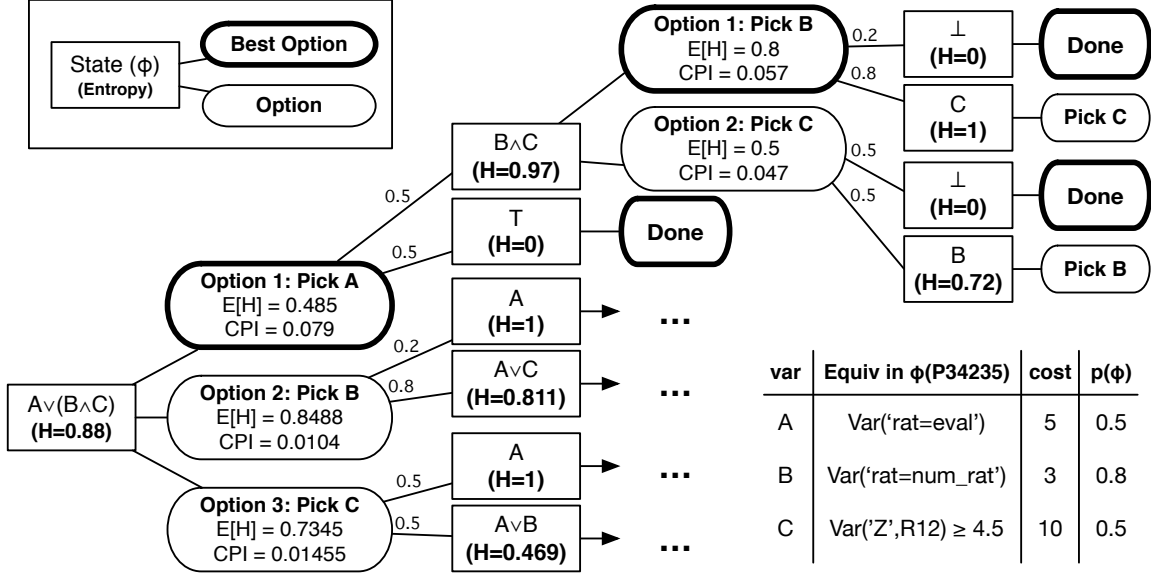 State (ϕ)
(Entropy)
Best Option
Option
A∨(B∧C)
(H=0.88)
Option 1: Pick A
E[H] = 0.485
CPI = 0.079
Option 2: Pick B
E[H] = 0.8488
CPI = 0.0104
Option 3: Pick C
E[H] = 0.7345
CPI = 0.01455
0.5
0.5
0.2
0.8
0.5
0.5
B∧C
(H=0.97)
T
(H=0)
Done
A
(H=1)
...
A∨C
(H=0.811)
...
A
(H=1)
...
A∨B
(H=0.469)
...
Option 1: Pick B
E[H] = 0.8
CPI = 0.057
Option 2: Pick C
E[H] = 0.5
CPI = 0.047
0.2
0.8
0.5
0.5
⊥
(H=0)
Done
C
(H=1)
Pick C
⊥
(H=0)
Done
B
(H=0.72)
Pick B
var Equiv in ϕ(P34235) cost p(ϕ)
A Var('rat=eval') 5 0.5
B Var('rat=num_rat') 3 0.8
C Var('Z',R12) ≥ 4.5 10 0.5